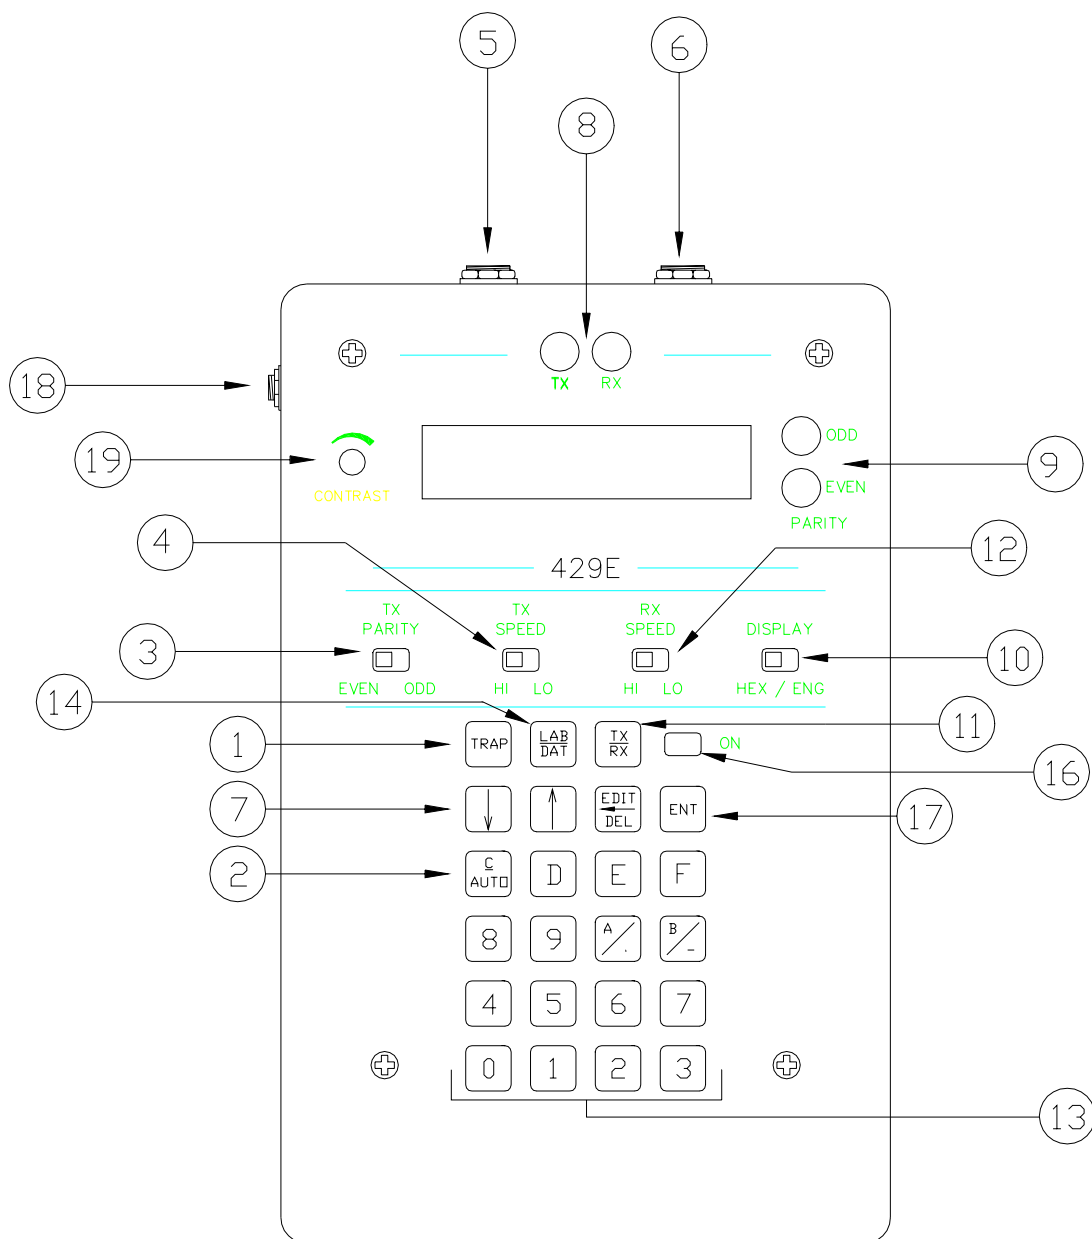 5
6
8
TX RX
18
19
CONTRAST
ODD
EVEN
PARITY
9
4
12
429E
TX
PARITY
TX
SPEED
RX
SPEED
DISPLAY
3
10
EVEN ODD
HI LO
HI LO
HEX / ENG
14
11
1
TRAP
LAB
DAT
TX
RX
ON
16
7
↓
↑
EDIT
←
DEL
ENT
17
2
C
AUTO
D
E
F
8
9
A/.
B/_
4
5
6
7
0
1
2
3
13